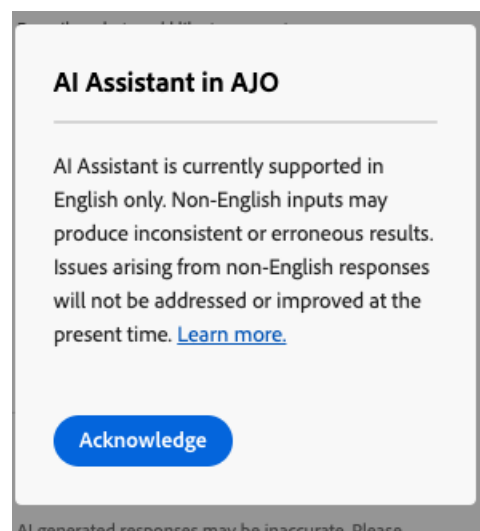 AI Assistant in AJO
AI Assistant is currently supported in
English only. Non-English inputs may
produce inconsistent or erroneous results.
Issues arising from non-English responses
will not be addressed or improved at the
present time. Learn more.
Acknowledge
AI generated responses may be inaccurate. Please